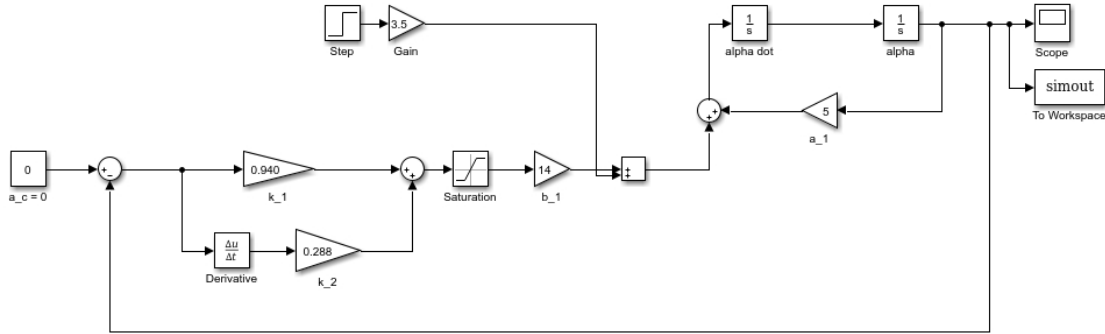 3.5
Step
Gain
1
s
alpha dot
1
s
alpha
Scope
simout
To Workspace
5
a_1
0
a_c = 0
0.940
k_1
Saturation
14
b_1
Δu
Δt
Derivative
0.288
k_2